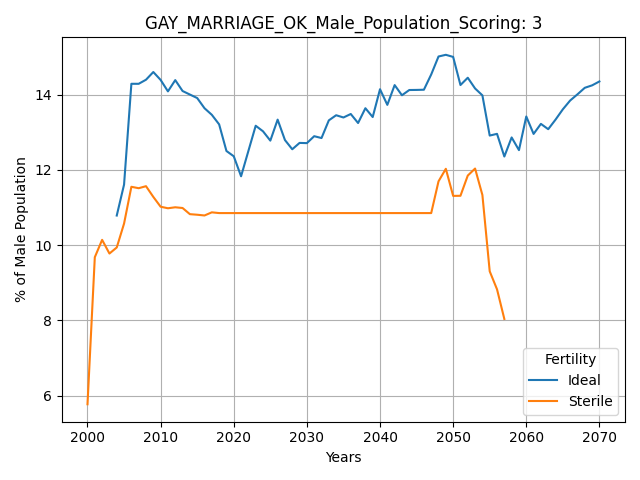 GAY_MARRIAGE_OK_Male_Population_Scoring: 3
% of Male Population
14
12
10
8
6
2000 2010 2020 2030 2040 2050 2060 2070
Years
Fertility
Ideal
Sterile